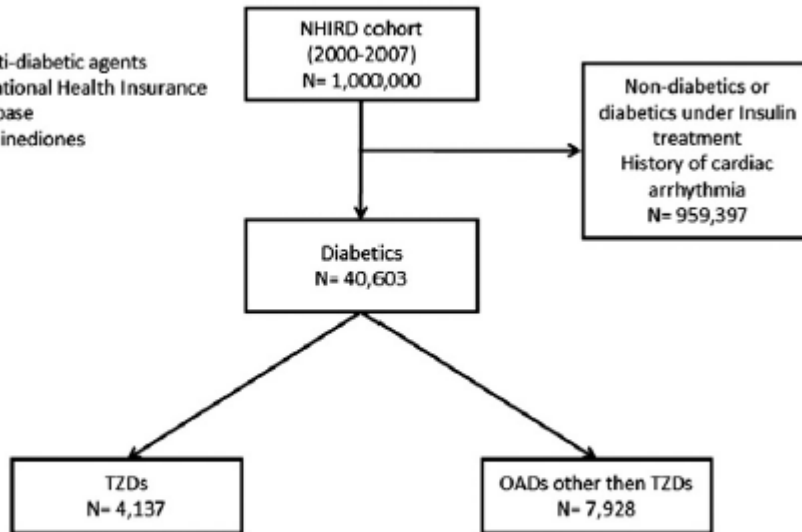 NHIRD cohort
(2000-2007)
N= 1,000,000
ti-diabetic agents
ational Health Insurance
base
inediones
Non-diabetics or
diabetics under Insulin
treatment
History of cardiac
arrhythmia
N= 959,397
Diabetics
N= 40,603
TZDs
N= 4,137
OADs other then TZDs
N= 7,928